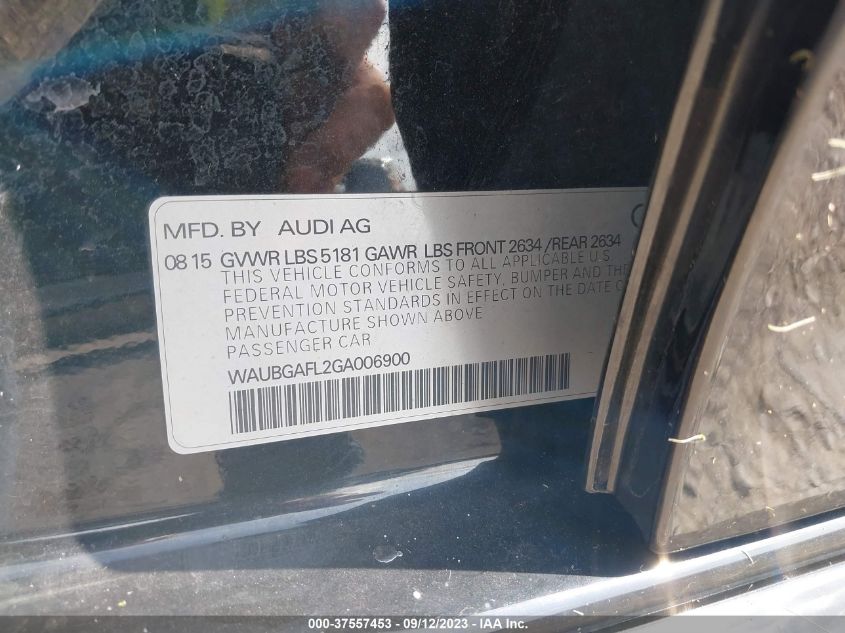 MFD. BY AUDI AG
08 15 GVWR LBS 5181 GAWR LBS FRONT 2634 /REAR 2634
THIS VEHICLE CONFORMS TO ALL APPLICABLE U.S.
FEDERAL MOTOR VEHICLE SAFETY, BUMPER AND THE
PREVENTION STANDARDS IN EFFECT ON THE DATE
MANUFACTURE SHOWN ABOVE
PASSENGER CAR
WAUBGAFL2GA006900
000-37557453 - 09/12/2023 - IAA Inc.